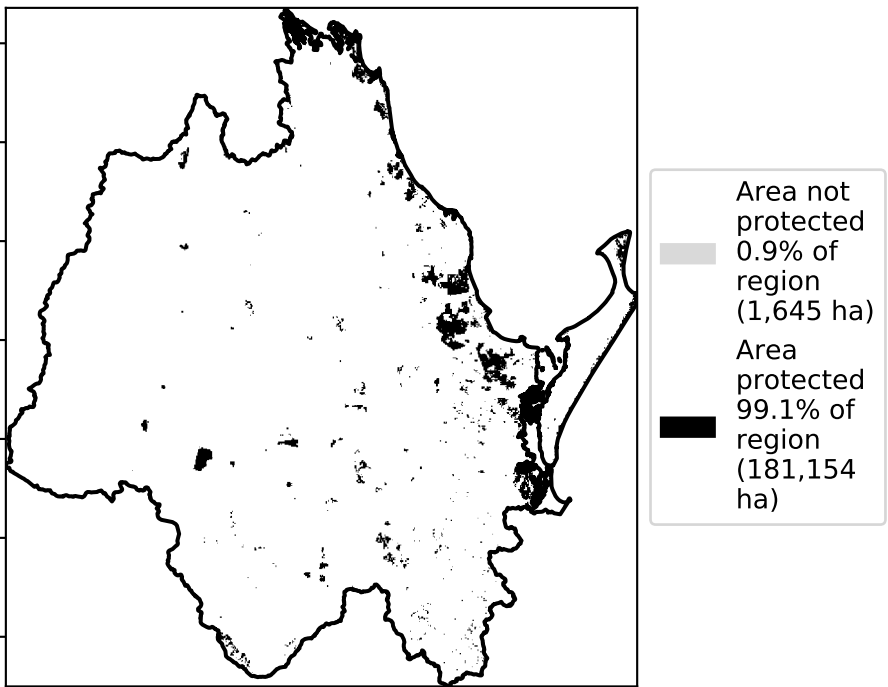 Area not
protected
0.9% of
region
(1,645 ha)
Area
protected
99.1% of
region
(181,154
ha)